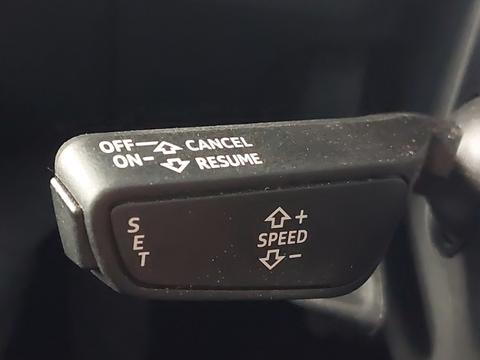 OFF CANCEL
ON RESUME
SET
+
SPEED
-